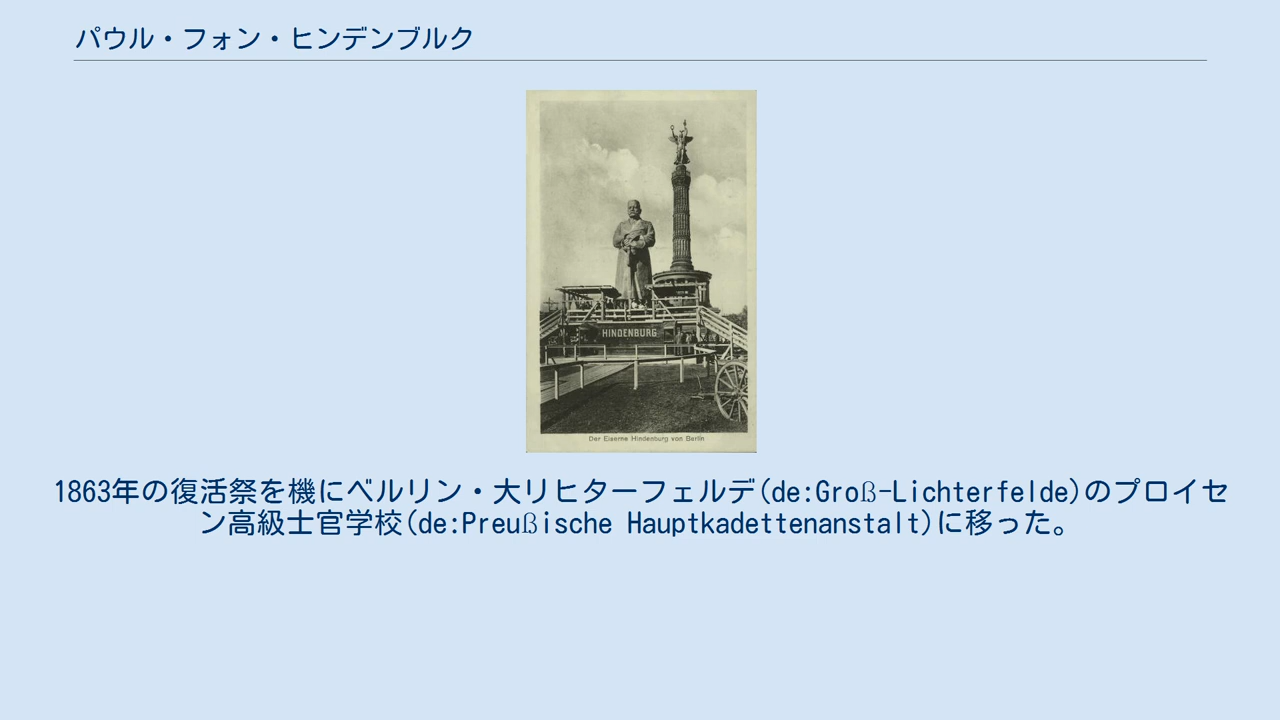 パウル・フォン・ヒンデンブルク
HINDENBURG
Der Eiserne Hindenburg von Berlin
1863年の復活祭を機にベルリン・大リヒターフェルデ(de:Groß-Lichterfelde)のプロイセ
ン高級士官学校(de:Preußische Hauptkadettenanstalt)に移った。